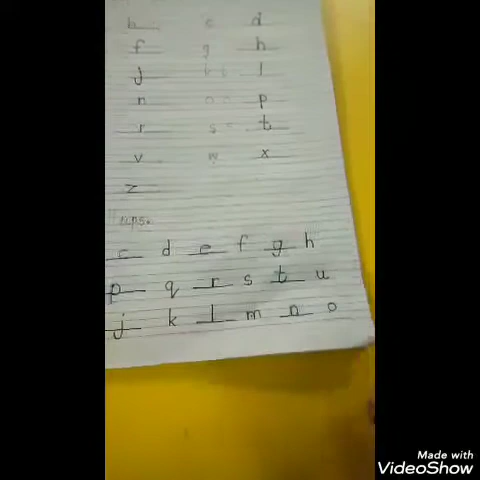 b c d
f g h
j k l
n o p
r s t
v w x
z
c d e f g h
p q r s t u
j k l m n o
Made with
VideoShow